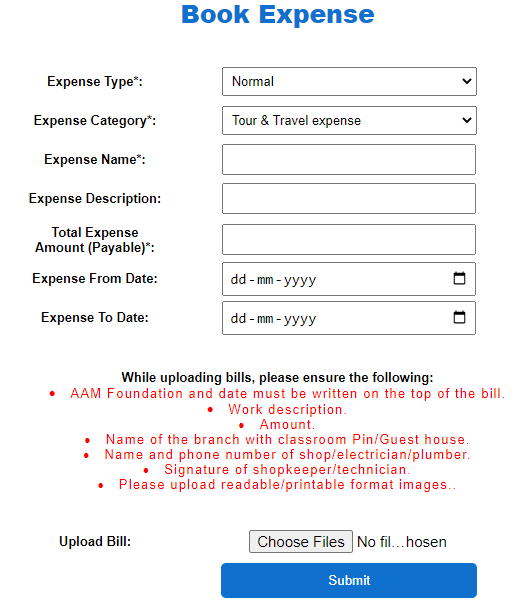 Book Expense
Expense Type*:
Normal
Expense Category*:
Tour & Travel expense
Expense Name*:
Expense Description:
Total Expense
Amount (Payable)*:
Expense From Date:
dd-mm-yyyy
Expense To Date:
dd-mm-yyyy
While uploading bills, please ensure the following:
• AAM Foundation and date must be written on the top of the bill.
• Work description.
• Amount.
• Name of the branch with classroom Pin/Guest house.
• Name and phone number of shop/electrician/plumber.
• Signature of shopkeeper/technician.
• Please upload readable/printable format images..
Upload Bill:
Choose Files No fil...hosen
Submit